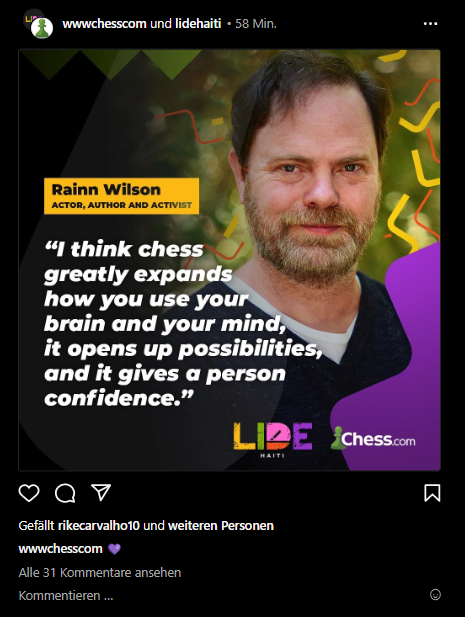 LIDE
wwwchesscom und lidehaiti • 58 Min.
Rainn Wilson
ACTOR, AUTHOR AND ACTIVIST
“I think chess
greatly expands
how you use your
brain and your mind,
it opens up possibilities,
and it gives a person
confidence.”
LIDE
HAITI
Chess.com
Gefällt rikecarvalho10 und weiteren Personen
wwwchesscom 💜
Alle 31 Kommentare ansehen
Kommentieren ...